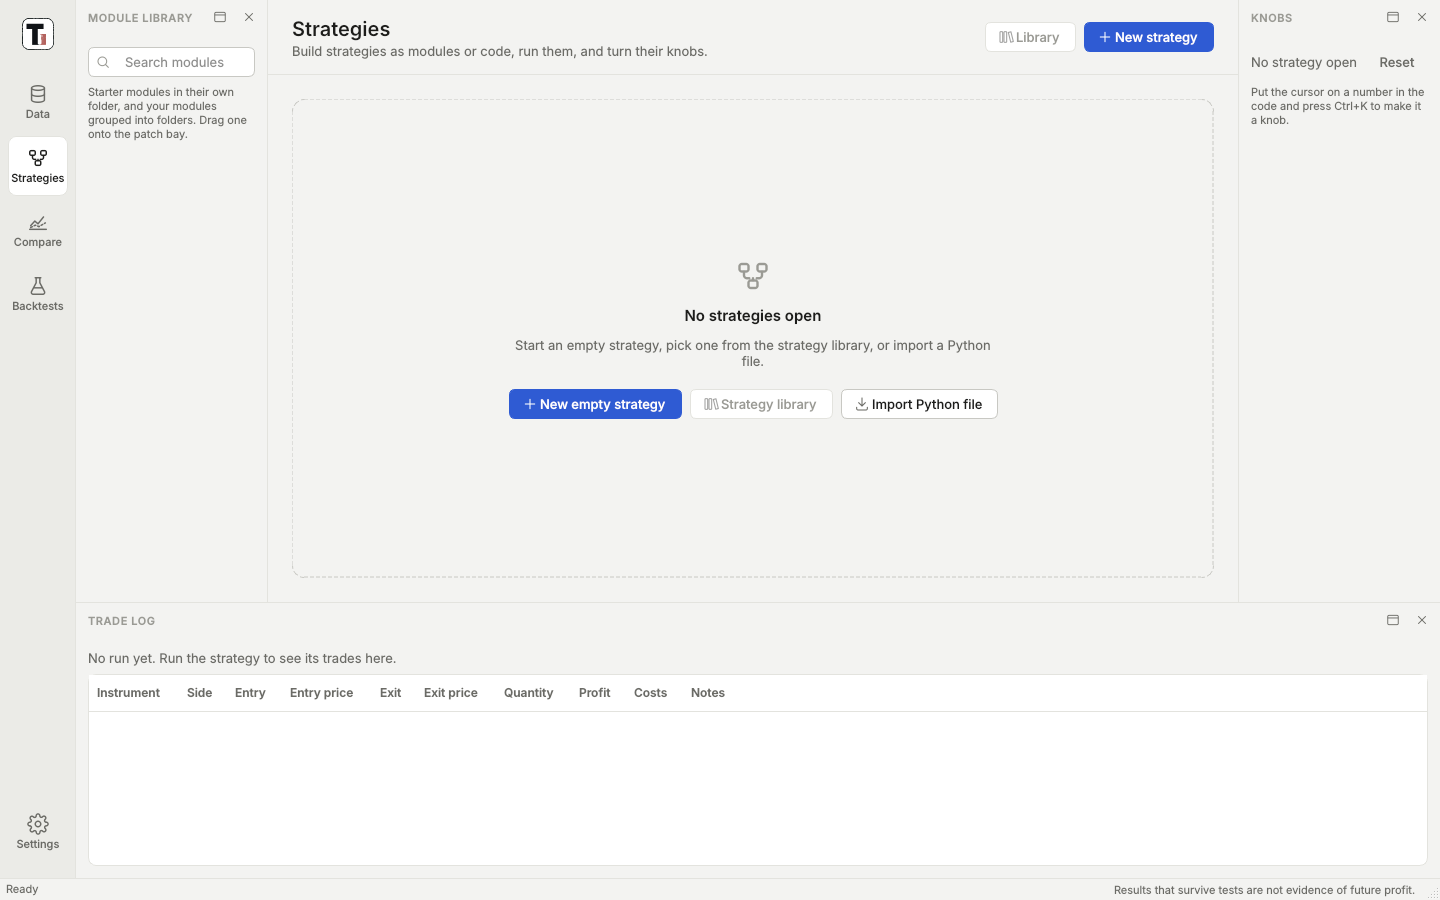 Data
Strategies
Compare
Backtests
Settings
MODULE LIBRARY
Search modules
Starter modules in their own
folder, and your modules
grouped into folders. Drag one
onto the patch bay.
Strategies
Build strategies as modules or code, run them, and turn their knobs.
Library
New strategy
No strategies open
Start an empty strategy, pick one from the strategy library, or import a Python
file.
New empty strategy
Strategy library
Import Python file
KNOBS
No strategy open
Reset
Put the cursor on a number in the
code and press Ctrl+K to make it
a knob.
TRADE LOG
No run yet. Run the strategy to see its trades here.
Instrument Side Entry Entry price Exit Exit price Quantity Profit Costs Notes
Ready
Results that survive tests are not evidence of future profit.